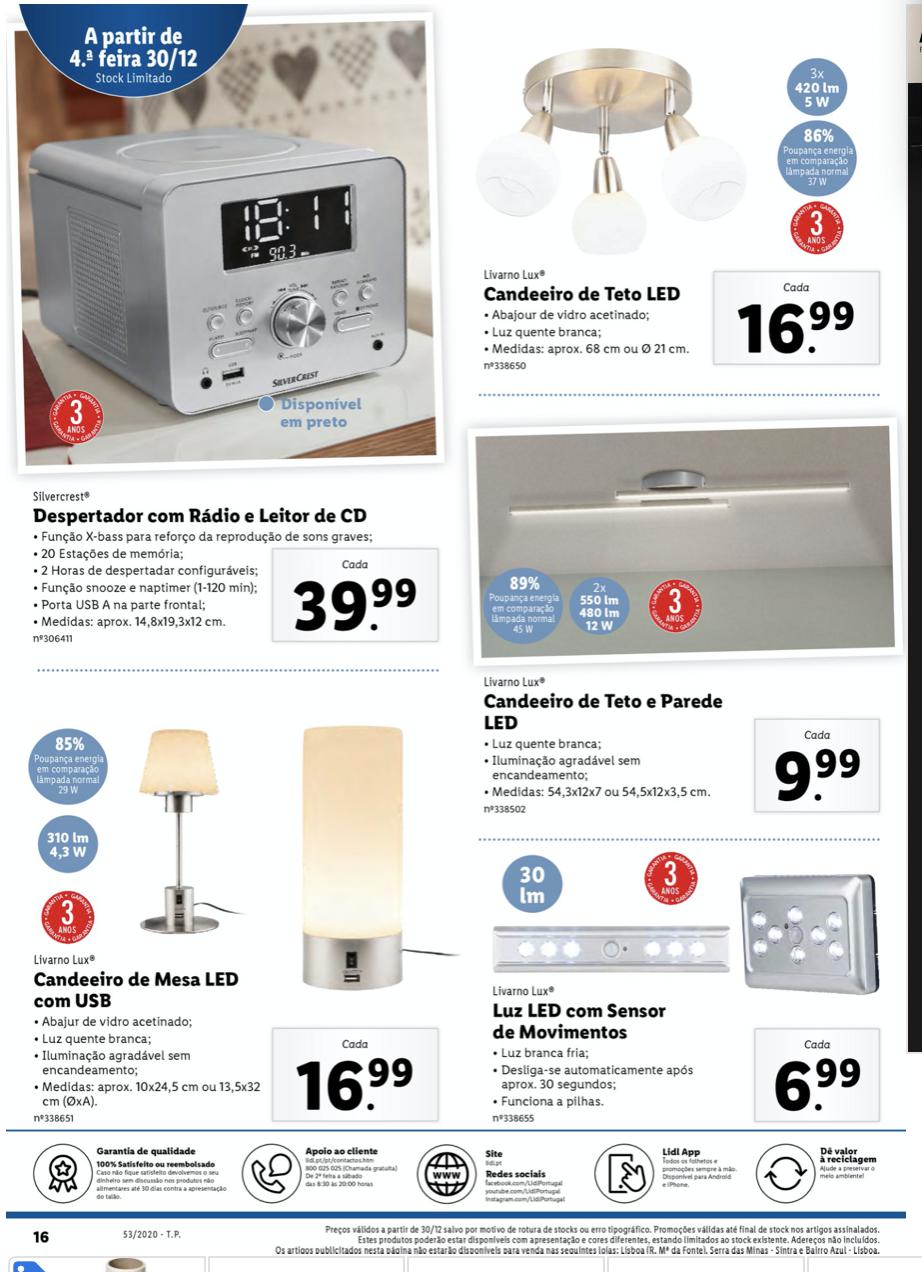 A partir de
4.ª feira 30/12
Stock Limitado
18:11
FM 90.3
SILVERCREST
GARANTIA • GARANTIA • GARANTIA • GARANTIA
3
ANOS
Disponível
em preto
Silvercrest®
Despertador com Rádio e Leitor de CD
• Função X-bass para reforço da reprodução de sons graves;
• 20 Estações de memória;
• 2 Horas de despertadar configuráveis;
• Função snooze e naptimer (1-120 min);
• Porta USB A na parte frontal;
• Medidas: aprox. 14,8x19,3x12 cm.
nº306411
Cada
39.99
3x
420 lm
5 W
86%
Poupança energia
em comparação
lâmpada normal
37 W
GARANTIA • GARANTIA • GARANTIA • GARANTIA
3
ANOS
Livarno Lux®
Candeeiro de Teto LED
• Abajour de vidro acetinado;
• Luz quente branca;
• Medidas: aprox. 68 cm ou Ø 21 cm.
nº338650
Cada
16.99
89%
Poupança energia
em comparação
lâmpada normal
45 W
2x
550 lm
480 lm
12 W
GARANTIA • GARANTIA • GARANTIA • GARANTIA
3
ANOS
Livarno Lux®
Candeeiro de Teto e Parede
LED
• Luz quente branca;
• Iluminação agradável sem
encandeamento;
• Medidas: 54,3x12x7 ou 54,5x12x3,5 cm.
nº338502
Cada
9.99
85%
Poupança energia
em comparação
lâmpada normal
29 W
310 lm
4,3 W
GARANTIA • GARANTIA • GARANTIA • GARANTIA
3
ANOS
Livarno Lux®
Candeeiro de Mesa LED
com USB
• Abajur de vidro acetinado;
• Luz quente branca;
• Iluminação agradável sem
encandeamento;
• Medidas: aprox. 10x24,5 cm ou 13,5x32
cm (ØxA).
nº338651
Cada
16.99
30
lm
GARANTIA • GARANTIA • GARANTIA • GARANTIA
3
ANOS
Livarno Lux®
Luz LED com Sensor
de Movimentos
• Luz branca fria;
• Desliga-se automaticamente após
aprox. 30 segundos;
• Funciona a pilhas.
nº338655
Cada
6.99
Garantia de qualidade
100% Satisfeito ou reembolsado
Caso não fique satisfeito devolvemos o seu
dinheiro sem discussão nos produtos não
alimentares até 30 dias contra a apresentação
do talão.
Apoio ao cliente
lidl.pt/pt/contactos.htm
800 025 025 (Chamada gratuita)
De 2ª feira a sábado
das 8:30 às 20:00 horas
WWW
Site
lidl.pt
Redes sociais
facebook.com/LidlPortugal
youtube.com/LidlPortugal
instagram.com/LidlPortugal
Lidl App
Todos os folhetos e
promoções sempre à mão.
Disponível para Android
e iPhone.
Dê valor
à reciclagem
Ajude a preservar o
meio ambiente!
16
53/2020 - T.P.
Preços válidos a partir de 30/12 salvo por motivo de rotura de stocks ou erro tipográfico. Promoções válidas até final de stock nos artigos assinalados.
Estes produtos poderão estar disponíveis com apresentação e cores diferentes, estando limitados ao stock existente. Adereços não incluídos.
Os artigos publicitados nesta página não estarão disponíveis para venda nas seguintes lojas: Lisboa (R. Mª da Fonte), Serra das Minas - Sintra e Bairro Azul - Lisboa.